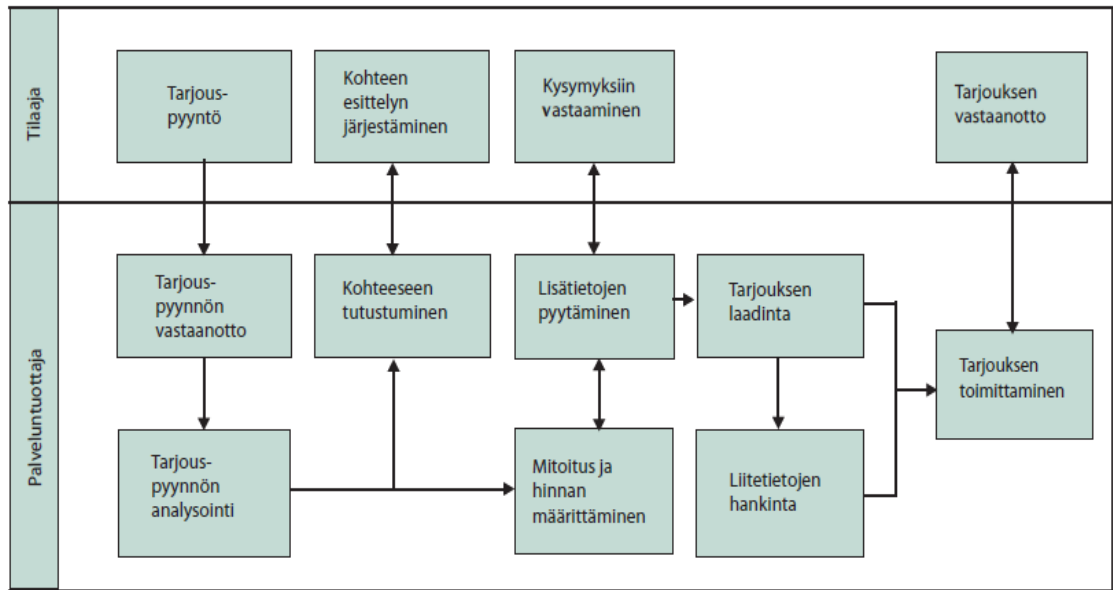 Tilaaja
Tarjous-
pyyntö
Kohteen
esittelyn
järjestäminen
Kysymyksiin
vastaaminen
Tarjouksen
vastaanotto
Palveluntuottaja
Tarjous-
pyynnön
vastaanotto
Kohteeseen
tutustuminen
Lisätietojen
pyytäminen
Tarjouksen
laadinta
Tarjouksen
toimittaminen
Tarjous-
pyynnön
analysointi
Mitoitus ja
hinnan
määrittäminen
Liitetietojen
hankinta